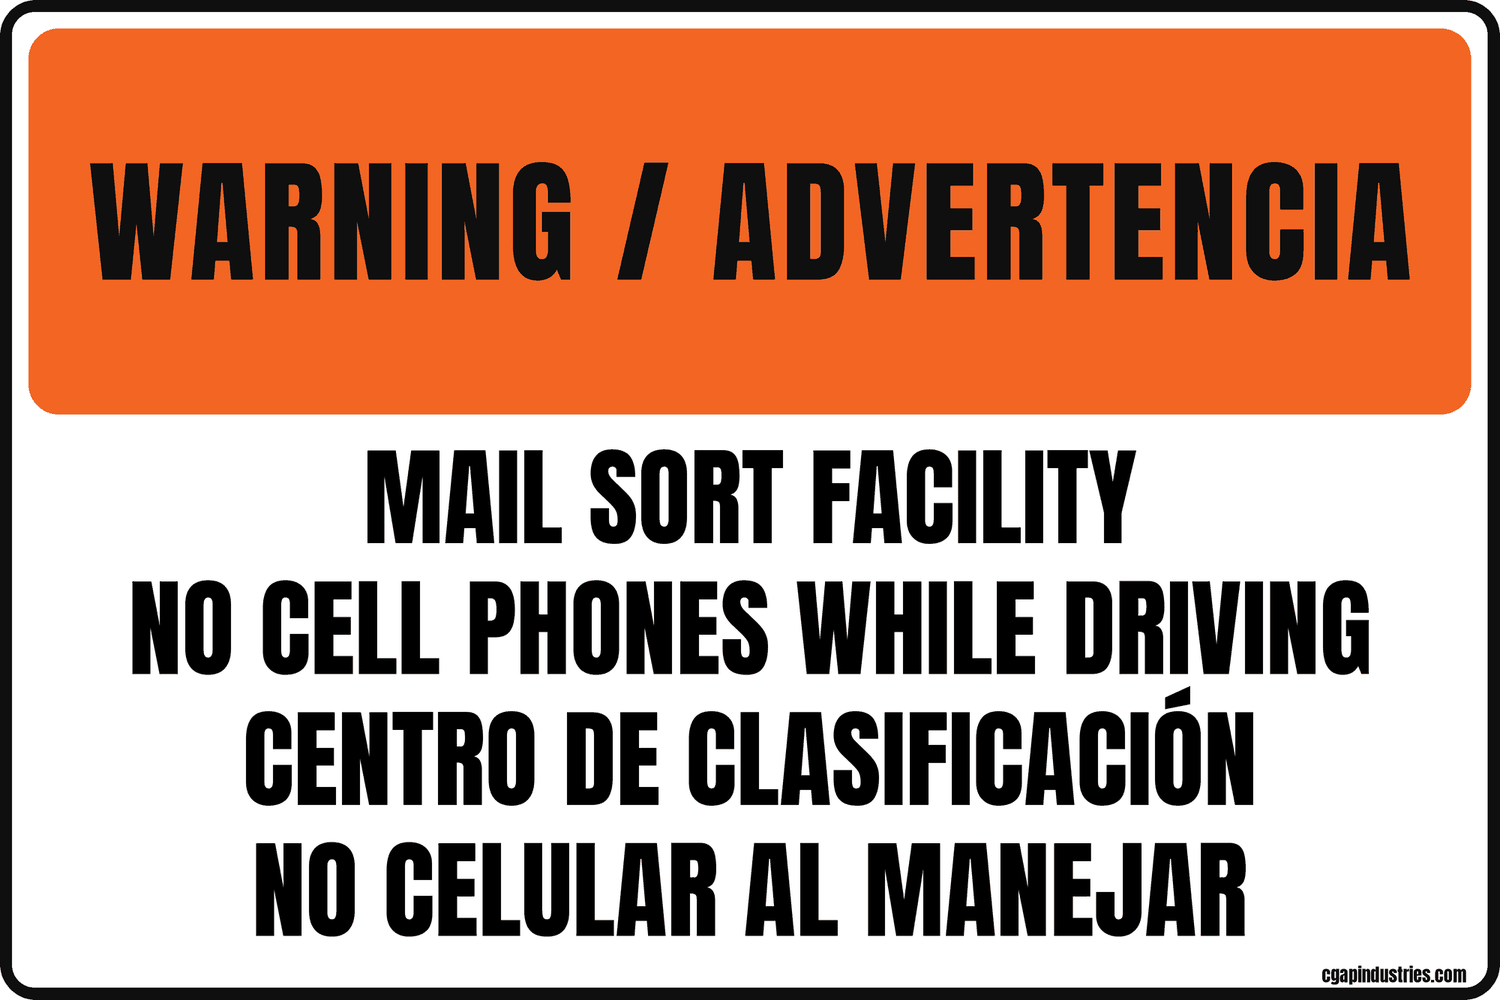 WARNING / ADVERTENCIA
MAIL SORT FACILITY
NO CELL PHONES WHILE DRIVING
CENTRO DE CLASIFICACIÓN
NO CELULAR AL MANEJAR
cgapindustries.com